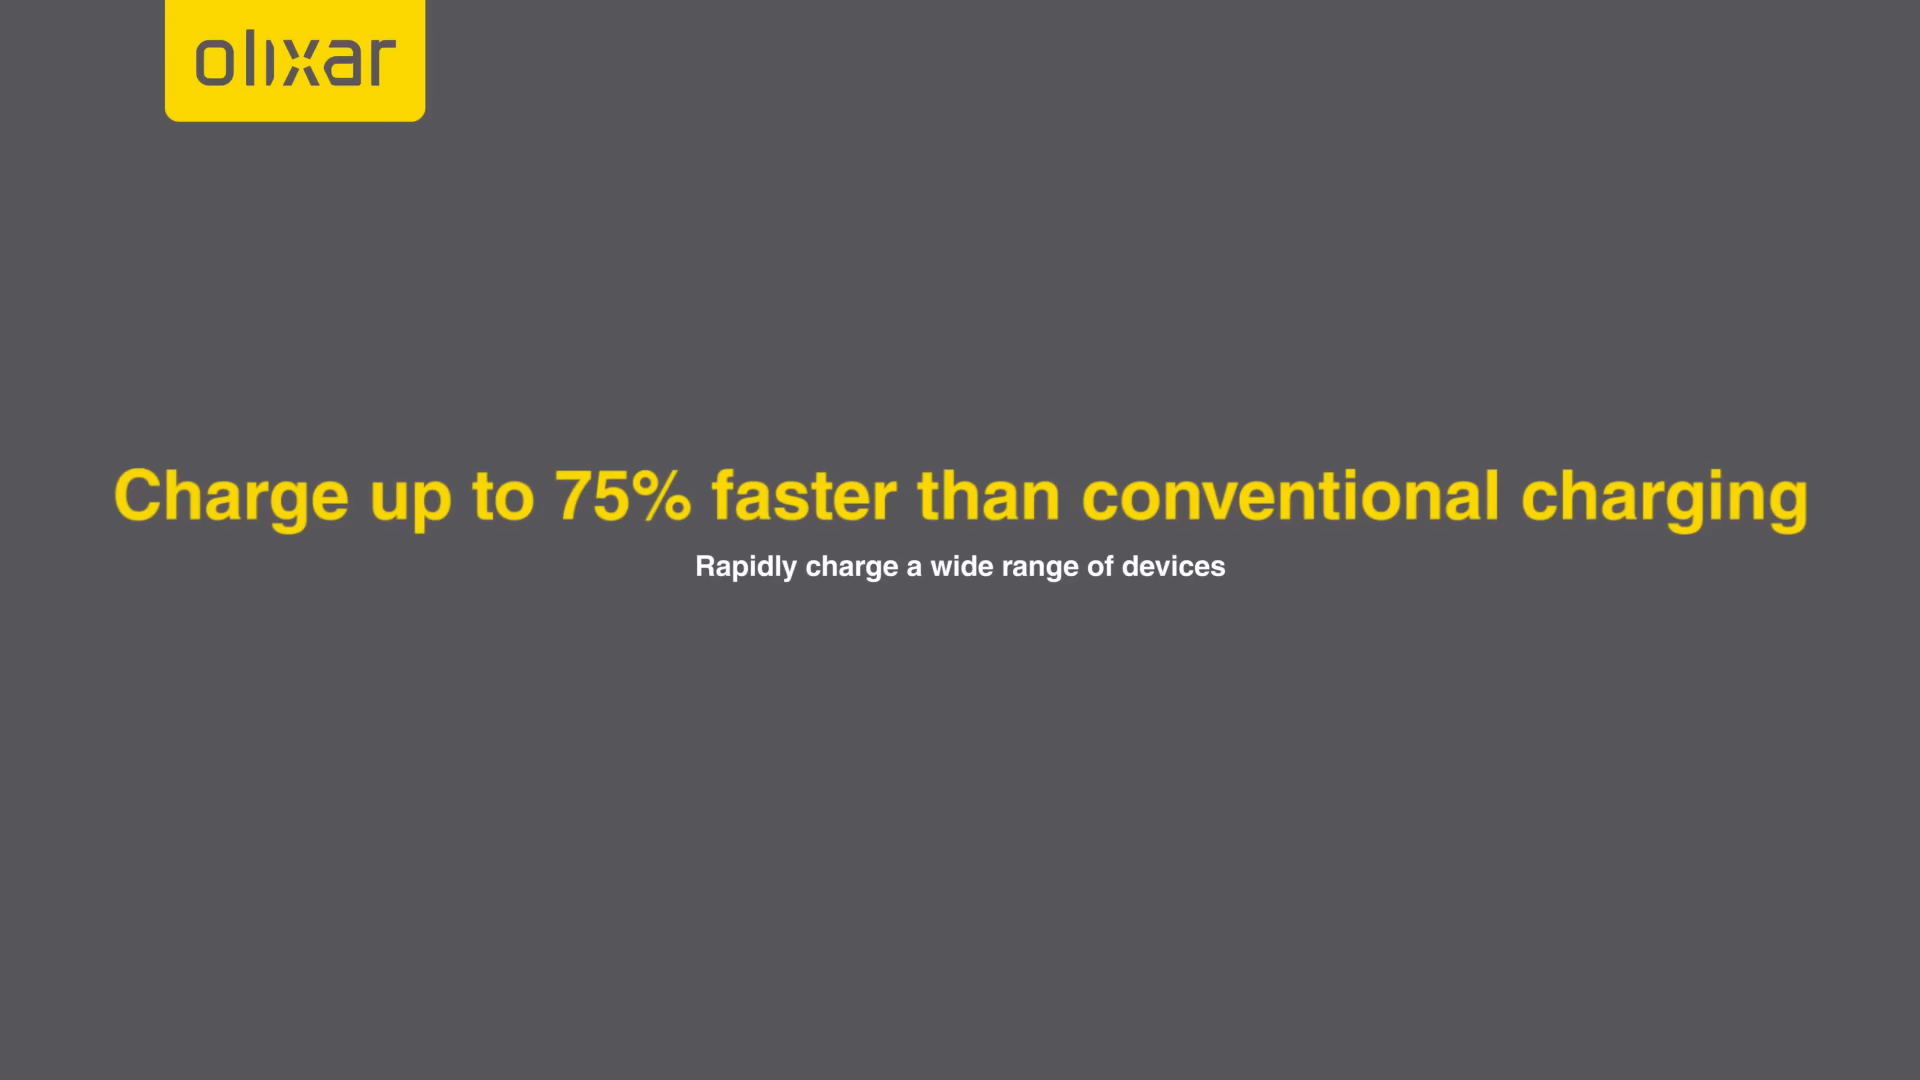 olixar
Charge up to 75% faster than conventional charging
Rapidly charge a wide range of devices